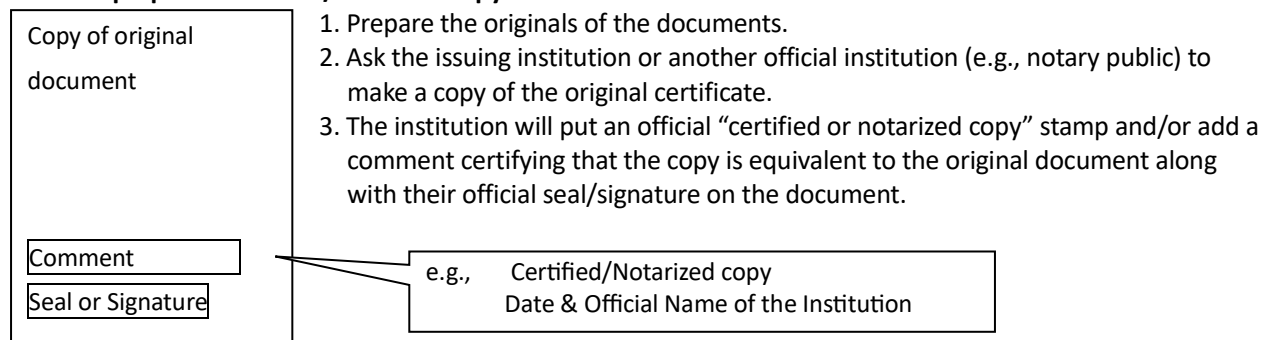 Copy of original
document
Comment
Seal or Signature
1. Prepare the originals of the documents.
2. Ask the issuing institution or another official institution (e.g., notary public) to
make a copy of the original certificate.
3. The institution will put an official “certified or notarized copy” stamp and/or add a
comment certifying that the copy is equivalent to the original document along
with their official seal/signature on the document.
e.g., Certified/Notarized copy
Date & Official Name of the Institution